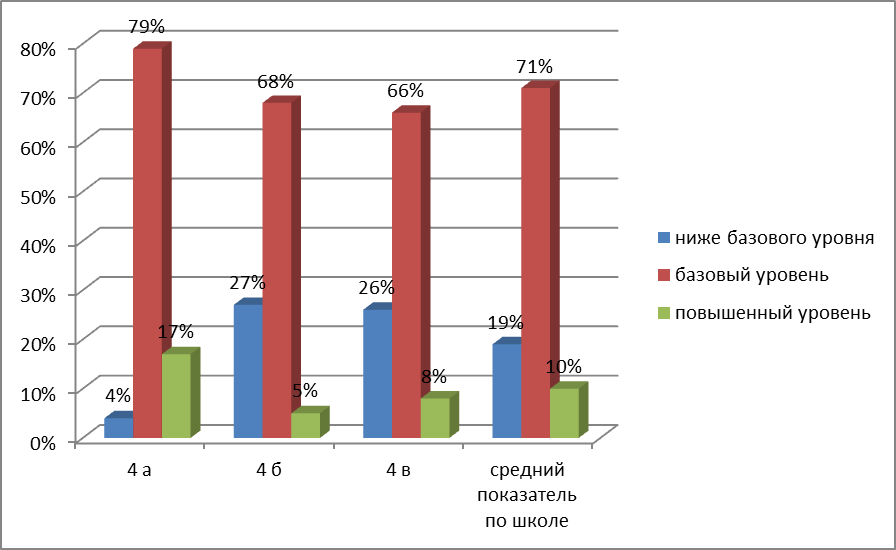 80%
70%
60%
50%
40%
30%
20%
10%
0%
79%
68%
66%
71%
4%
17%
27%
5%
26%
8%
19%
10%
4 а
4 б
4 в
средний
показатель
по школе
ниже базового уровня
базовый уровень
повышенный уровень